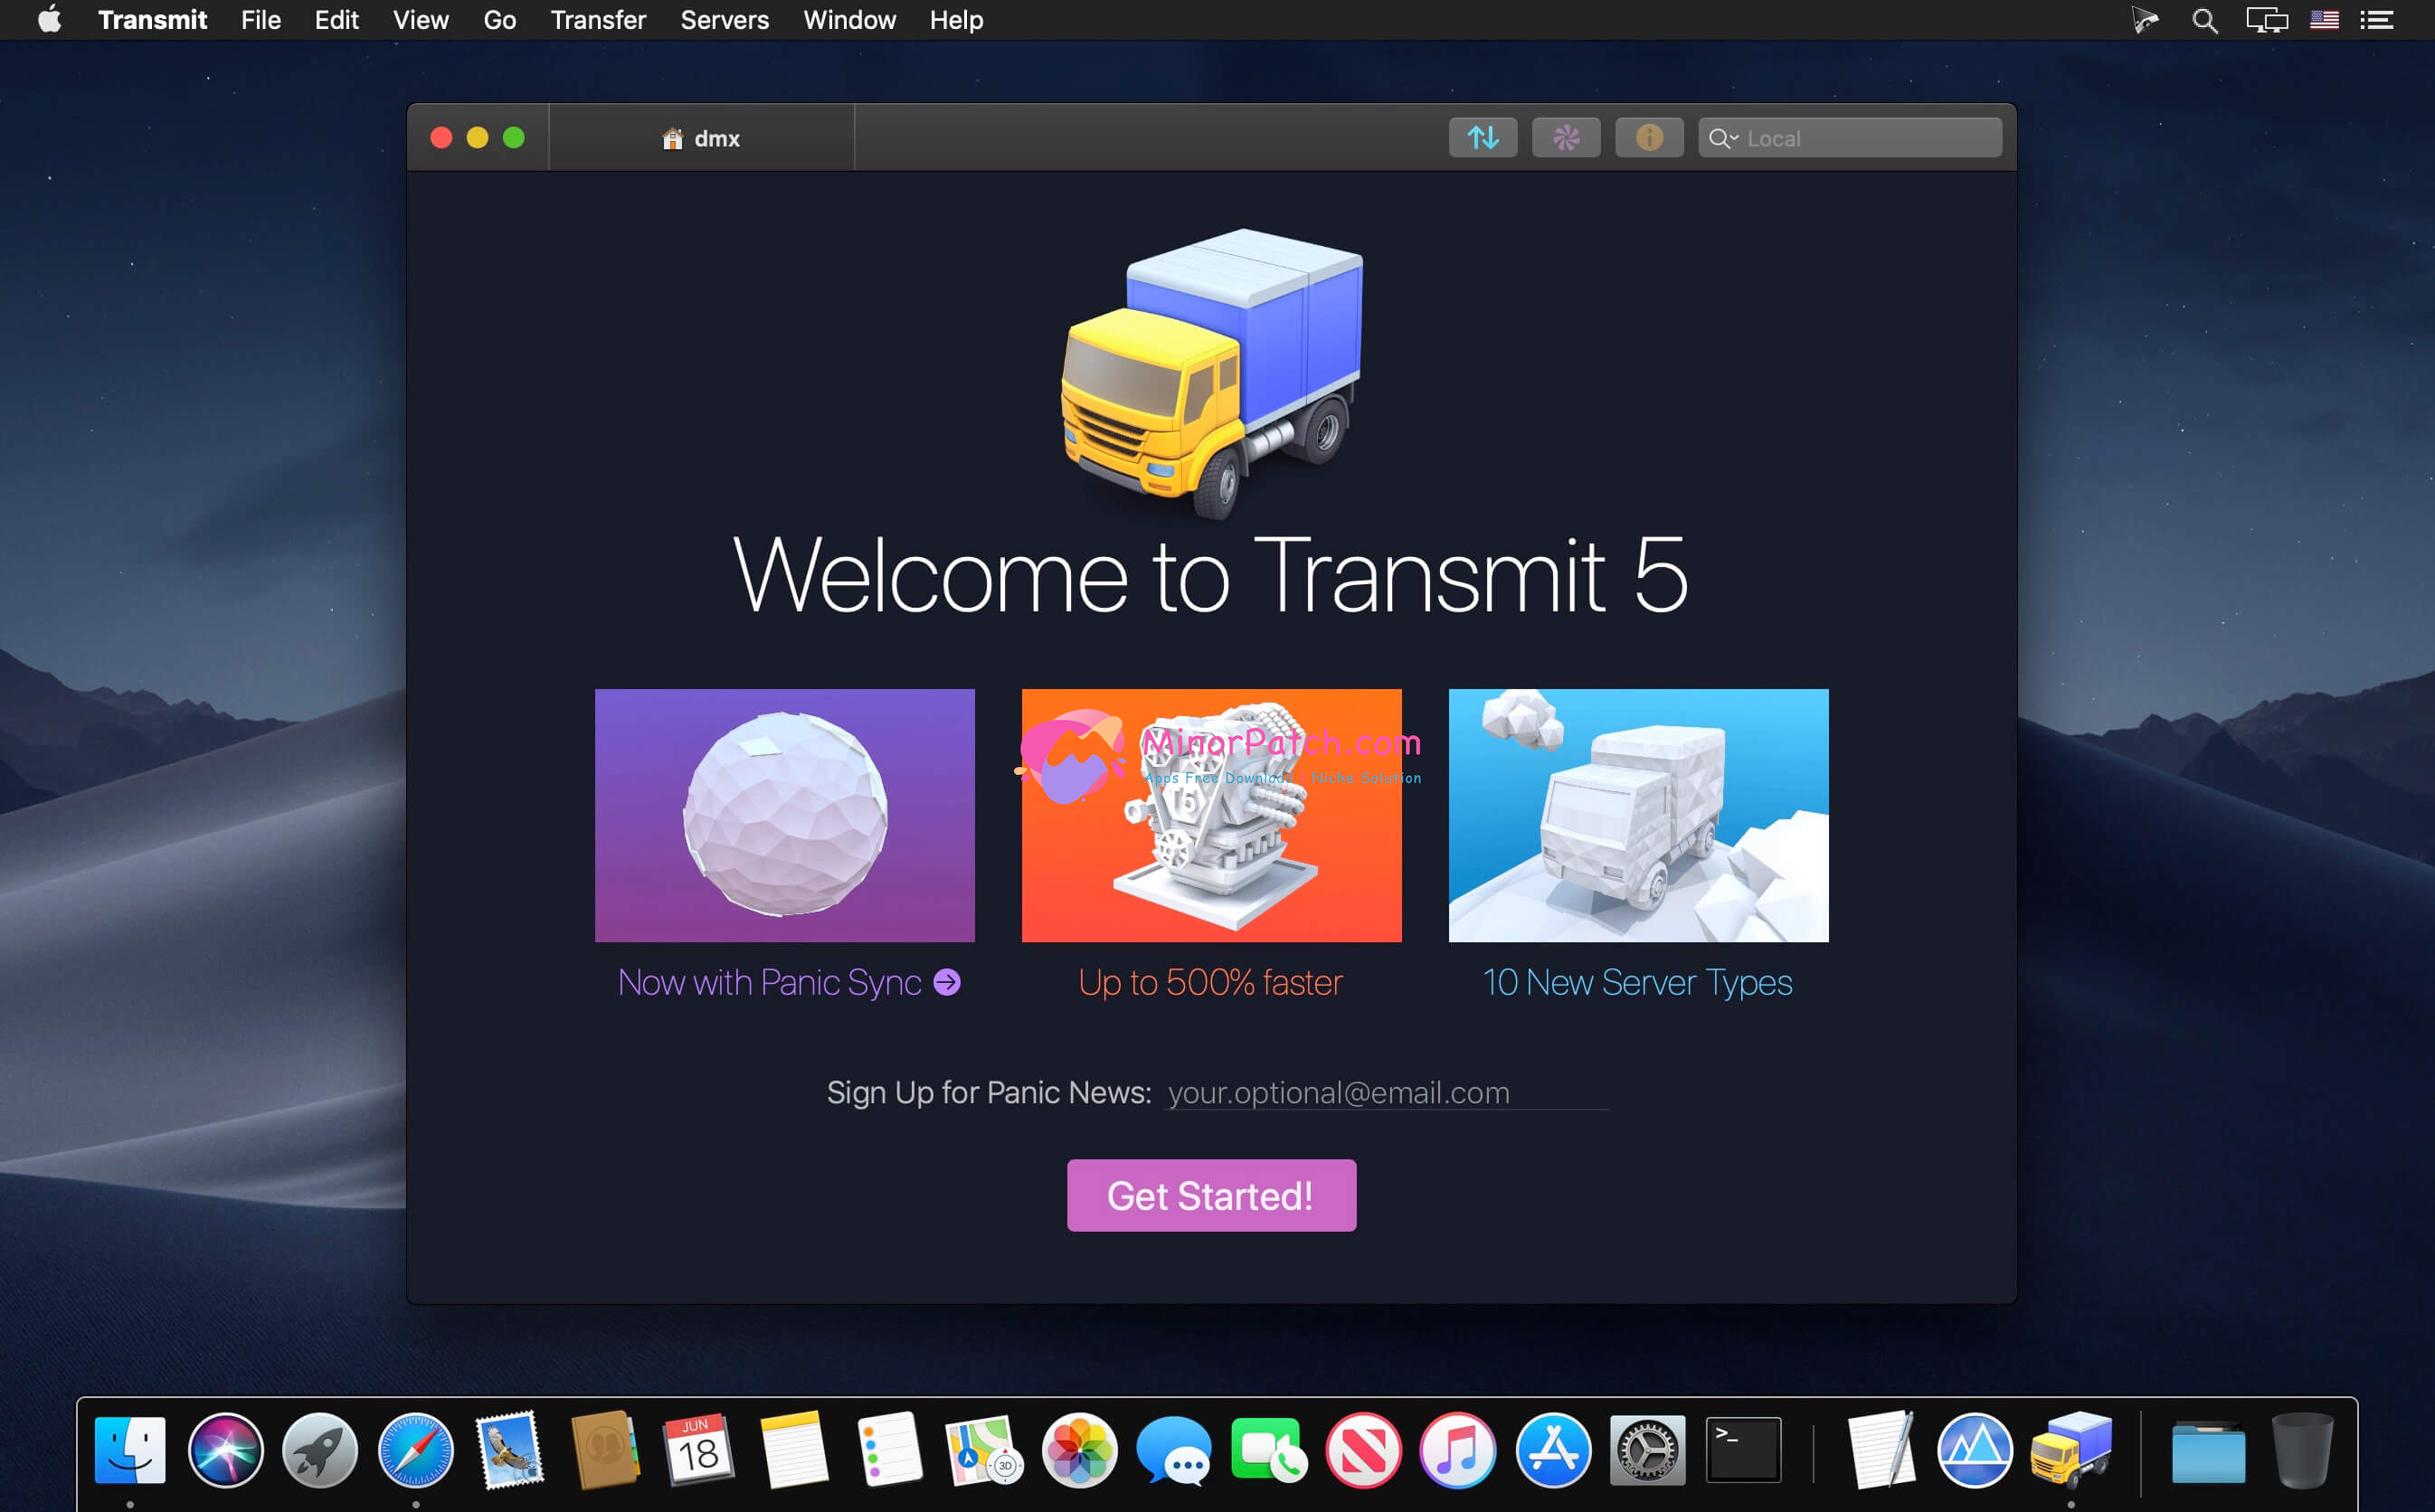 Transmit File Edit View Go Transfer Servers Window Help
dmx
Local
Welcome to Transmit 5
MinorPatch.com
Apps Free Download | Niche Solution
T5
Now with Panic Sync
Up to 500% faster
10 New Server Types
Sign Up for Panic News: your.optional@email.com
Get Started!
JUN
18
3D
>_